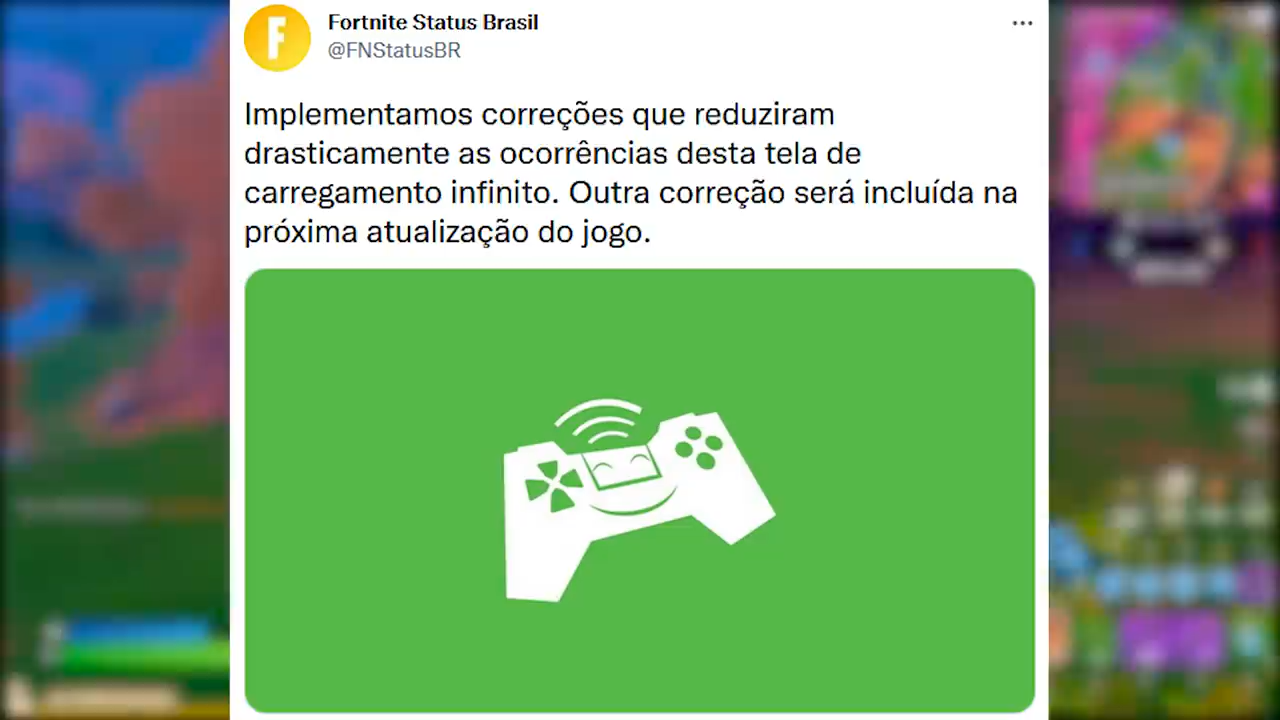 Fortnite Status Brasil
@FNStatusBR
Implementamos correções que reduziram
drasticamente as ocorrências desta tela de
carregamento infinito. Outra correção será incluída na
próxima atualização do jogo.